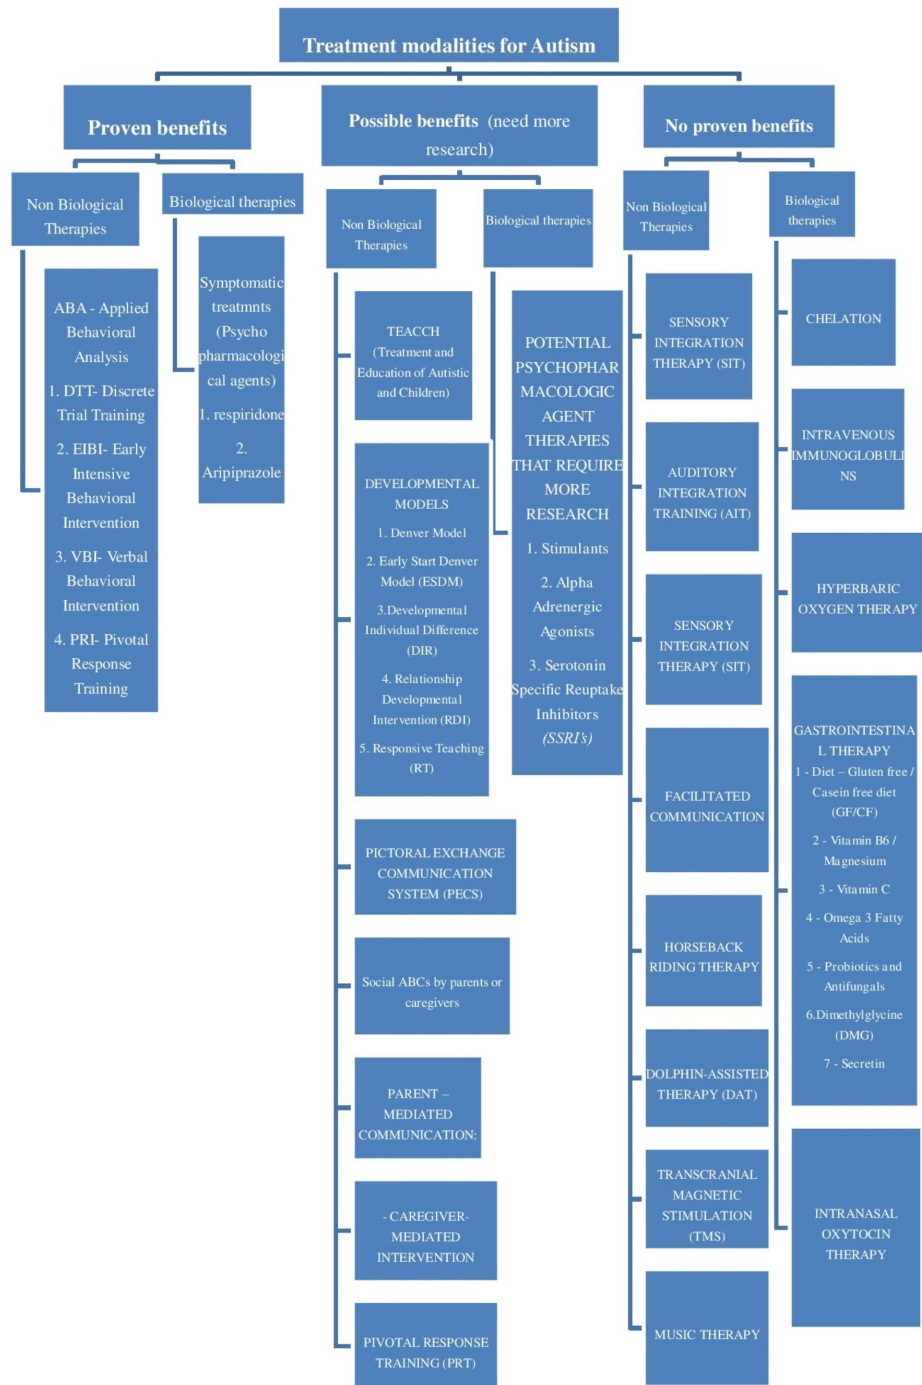 Treatment modalities for Autism
Proven benefits
Non Biological
Therapies
ABA - Applied
Behavioral
Analysis
1. DTT- Discrete
Trial Training
2. EIBI- Early
Intensive
Behavioral
Intervention
3. VBI- Verbal
Behavioral
Intervention
4. PRI- Pivotal
Response
Training
Biological therapies
Symptomatic
treatmnts
(Psycho
pharmacologi
cal agents)
1. respiridone
2.
Aripiprazole
Possible benefits (need more
research)
Non Biological
Therapies
TEACCH
(Treatment and
Education of Autistic
and Children)
DEVELOPMENTAL
MODELS
1. Denver Model
2. Early Start Denver
Model (ESDM)
3.Developmental
Individual Difference
(DIR)
4. Relationship
Developmental
Intervention (RDI)
5. Responsive Teaching
(RT)
PICTORAL EXCHANGE
COMMUNICATION
SYSTEM (PECS)
Social ABCs by parents or
caregivers
PARENT –
MEDIATED
COMMUNICATION:
- CAREGIVER-
MEDIATED
INTERVENTION
PIVOTAL RESPONSE
TRAINING (PRT)
Biological therapies
POTENTIAL
PSYCHOPHAR
MACOLOGIC
AGENT
THERAPIES
THAT REQUIRE
MORE
RESEARCH
1. Stimulants
2. Alpha
Adrenergic
Agonists
3. Serotonin
Specific Reuptake
Inhibitors
(SSRI's)
No proven benefits
Non Biological
Therapies
SENSORY
INTEGRATION
THERAPY (SIT)
AUDITORY
INTEGRATION
TRAINING (AIT)
SENSORY
INTEGRATION
THERAPY (SIT)
FACILITATED
COMMUNICATION
HORSEBACK
RIDING THERAPY
DOLPHIN-ASSISTED
THERAPY (DAT)
TRANSCRANIAL
MAGNETIC
STIMULATION
(TMS)
MUSIC THERAPY
Biological
therapies
CHELATION
INTRAVENOUS
IMMUNOGLOBULI
NS
HYPERBARIC
OXYGEN THERAPY
GASTROINTESTINA
L THERAPY
1 - Diet – Gluten free /
Casein free diet
(GF/CF)
2 - Vitamin B6 /
Magnesium
3 - Vitamin C
4 - Omega 3 Fatty
Acids
5 - Probiotics and
Antifungals
6.Dimethylglycine
(DMG)
7 - Secretin
INTRANASAL
OXYTOCIN
THERAPY